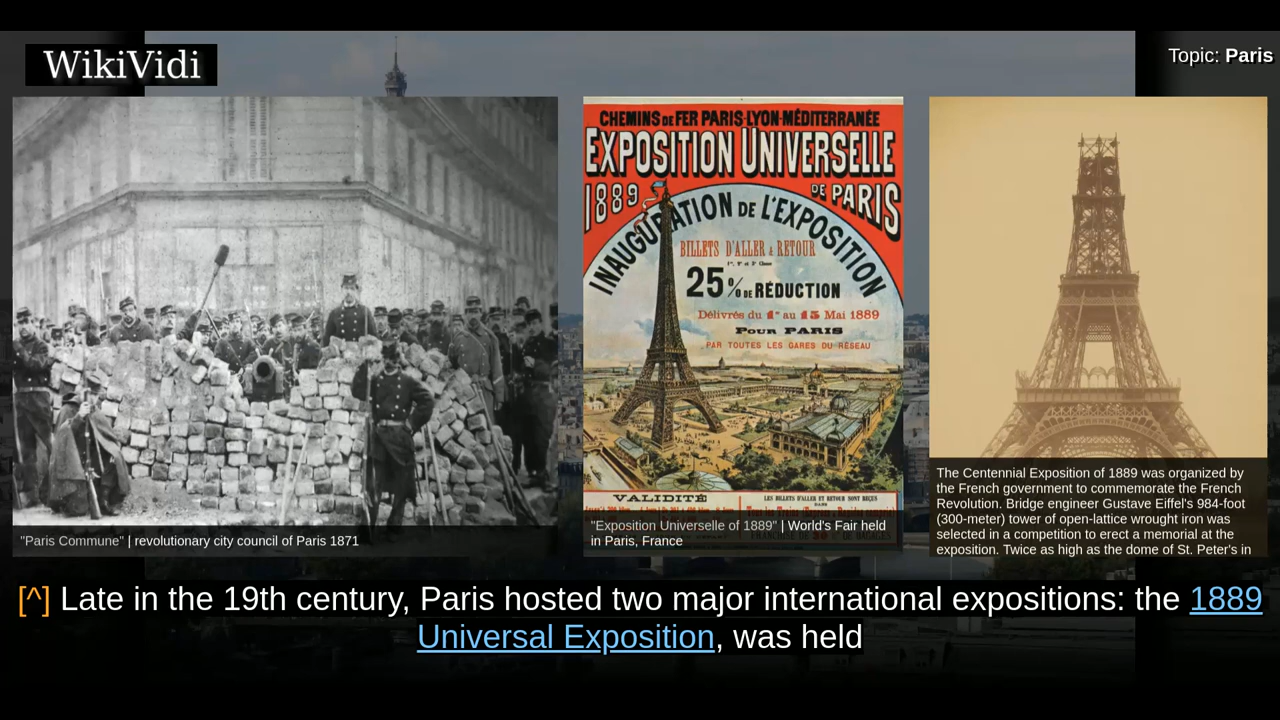 WikiVidi
Topic: Paris
"Paris Commune" | revolutionary city council of Paris 1871
CHEMINS DE FER PARIS-LYON-MÉDITERRANÉE
EXPOSITION UNIVERSELLE
1889 DE PARIS
INAUGURATION DE L'EXPOSITION
BILLETS D'ALLER & RETOUR
25% DE RÉDUCTION
Délivrés du 1er au 15 Mai 1889
POUR PARIS
PAR TOUTES LES GARES DU RÉSEAU
VALIDITÉ
LES BILLETS D'ALLER ET RETOUR SONT REÇUS
"Exposition Universelle of 1889" | World's Fair held
in Paris, France
The Centennial Exposition of 1889 was organized by
the French government to commemorate the French
Revolution. Bridge engineer Gustave Eiffel's 984-foot
(300-meter) tower of open-lattice wrought iron was
selected in a competition to erect a memorial at the
exposition. Twice as high as the dome of St. Peter's in
[^] Late in the 19th century, Paris hosted two major international expositions: the 1889
Universal Exposition, was held